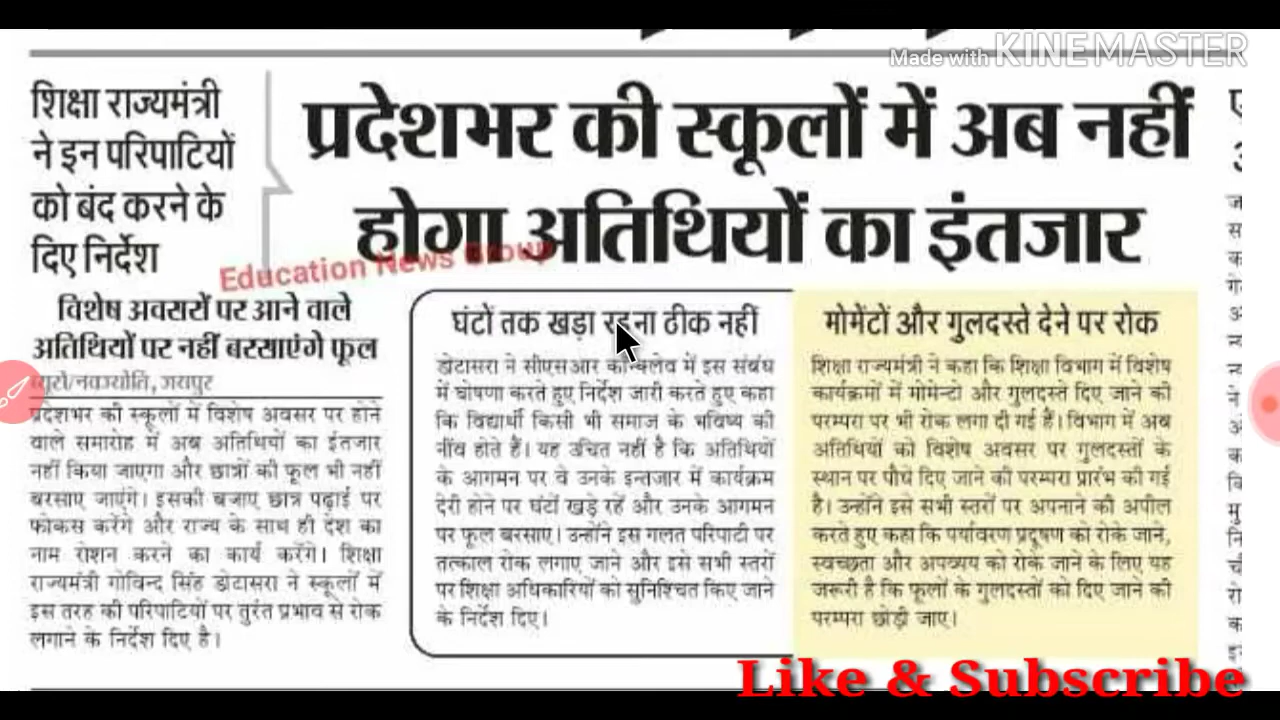 Made with KINEMASTER
शिक्षा राज्यमंत्री
ने इन परिपाटियों
को बंद करने के
दिए निर्देश
प्रदेशभर की स्कूलों में अब नहीं
होगा अतिथियों का इंतजार
Education News Group
विशेष अवसरों पर आने वाले
अतिथियों पर नहीं बरसाएंगे फूल
ब्यूरो/नवज्योति, जयपुर
प्रदेशभर की स्कूलों में विशेष अवसर पर होने
वाले समारोह में अब अतिथियों का इंतजार
नहीं किया जाएगा और छात्रों की फूल भी नहीं
बरसाए जाएंगे। इसकी बजाए छात्र पढ़ाई पर
फोकस करेंगे और राज्य के साथ ही देश का
नाम रोशन करने का कार्य करेंगे। शिक्षा
राज्यमंत्री गोविन्द सिंह डोटासरा ने स्कूलों में
इस तरह की परिपाटियों पर तुरंत प्रभाव से रोक
लगाने के निर्देश दिए है।
घंटों तक खड़ा रहना ठीक नहीं
डोटासरा ने सीएसआर कॉन्क्लेव में इस संबंध
में घोषणा करते हुए निर्देश जारी करते हुए कहा
कि विद्यार्थी किसी भी समाज के भविष्य की
नींव होते हैं। यह उचित नहीं है कि अतिथियों
के आगमन पर वे उनके इन्तजार में कार्यक्रम
देरी होने पर घंटों खड़े रहें और उनके आगमन
पर फूल बरसाए। उन्होंने इस गलत परिपाटी पर
तत्काल रोक लगाए जाने और इसे सभी स्तरों
पर शिक्षा अधिकारियों को सुनिश्चित किए जाने
के निर्देश दिए।
मोमेंटों और गुलदस्ते देने पर रोक
शिक्षा राज्यमंत्री ने कहा कि शिक्षा विभाग में विशेष
कार्यक्रमों में मोमेन्टो और गुलदस्ते दिए जाने की
परम्परा पर भी रोक लगा दी गई हैं। विभाग में अब
अतिथियों को विशेष अवसर पर गुलदस्तों के
स्थान पर पौधे दिए जाने की परम्परा प्रारंभ की गई
है। उन्होंने इसे सभी स्तरों पर अपनाने की अपील
करते हुए कहा कि पर्यावरण प्रदूषण को रोके जाने,
स्वच्छता और अपव्यय को रोके जाने के लिए यह
जरूरी है कि फूलों के गुलदस्तों को दिए जाने की
परम्परा छोड़ी जाए।
Like & Subscribe